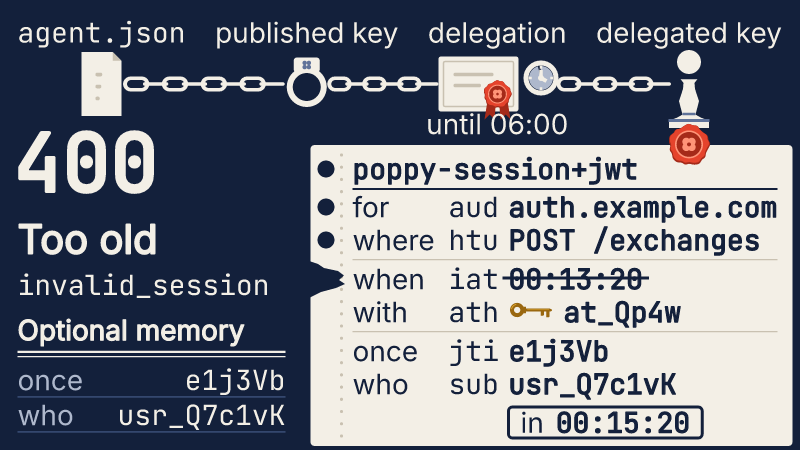 agent.json published key delegation delegated key
until 06:00
400
Too old
invalid_session
Optional memory
once e1j3Vb
who usr_Q7c1vK
poppy-session+jwt
for aud auth.example.com
where htu POST /exchanges
when iat 00:13:20
with ath at_Qp4w
once jti e1j3Vb
who sub usr_Q7c1vK
in 00:15:20